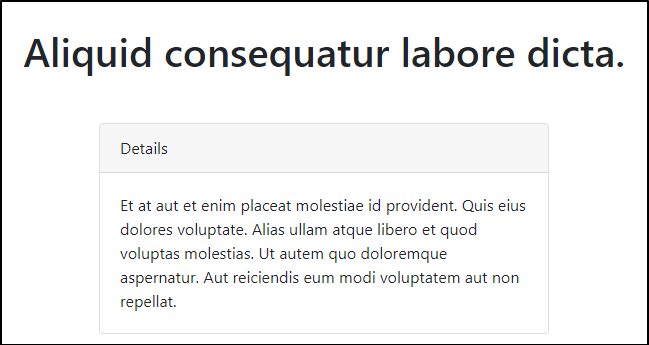 Aliquid consequatur labore dicta.
Details
Et at aut et enim placeat molestiae id provident. Quis eius
dolores voluptate. Alias ullam atque libero et quod
voluptas molestias. Ut autem quo doloremque
aspernatur. Aut reiciendis eum modi voluptatem aut non
repellat.